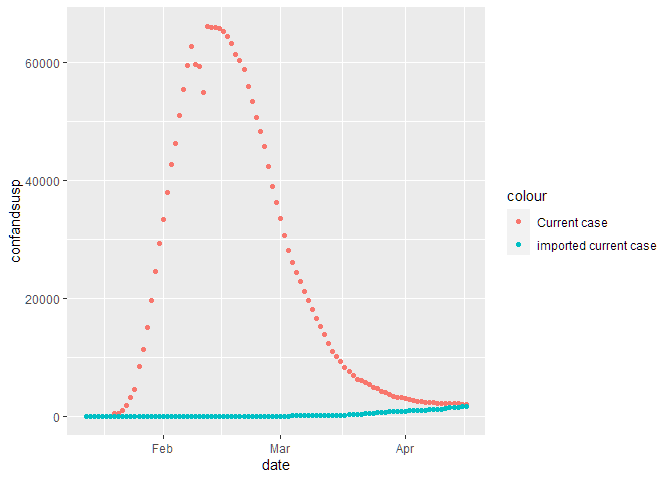 60000
40000
20000
0
confandsusp
Feb
Mar
Apr
date
colour
Current case
imported current case